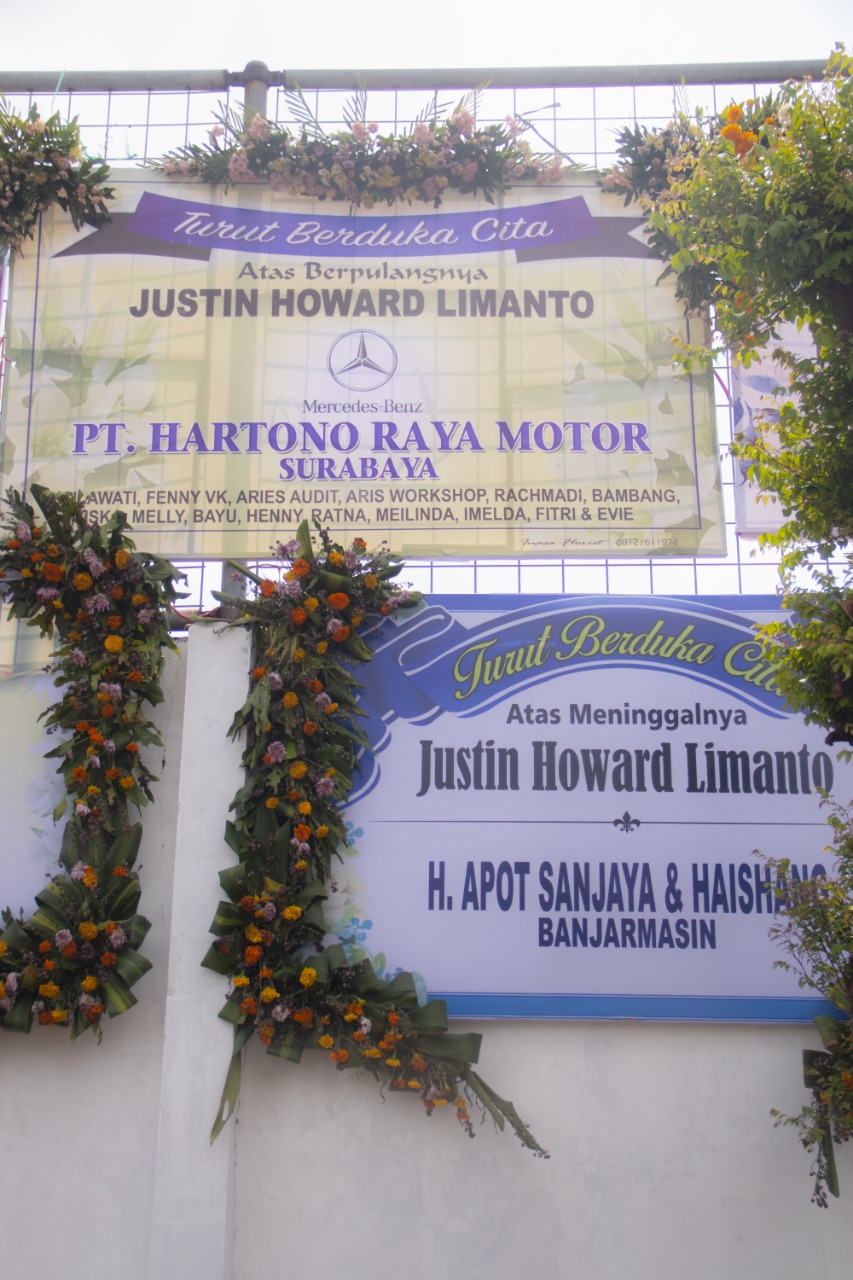 Turut Berduka Cita
Atas Berpulangnya
JUSTIN HOWARD LIMANTO
Mercedes-Benz
PT. HARTONO RAYA MOTOR
SURABAYA
FENNY VK, ARIES AUDIT, ARIS WORKSHOP, RACHMADI, BAMBANG,
MELLY, BAYU, HENNY, RATNA, MEILINDA, IMELDA, FITRI & EVIE
Florist
Turut Berduka Cita
Atas Meninggalnya
Justin Howard Limanto
H. APOT SANJAYA &
BANJARMASIN